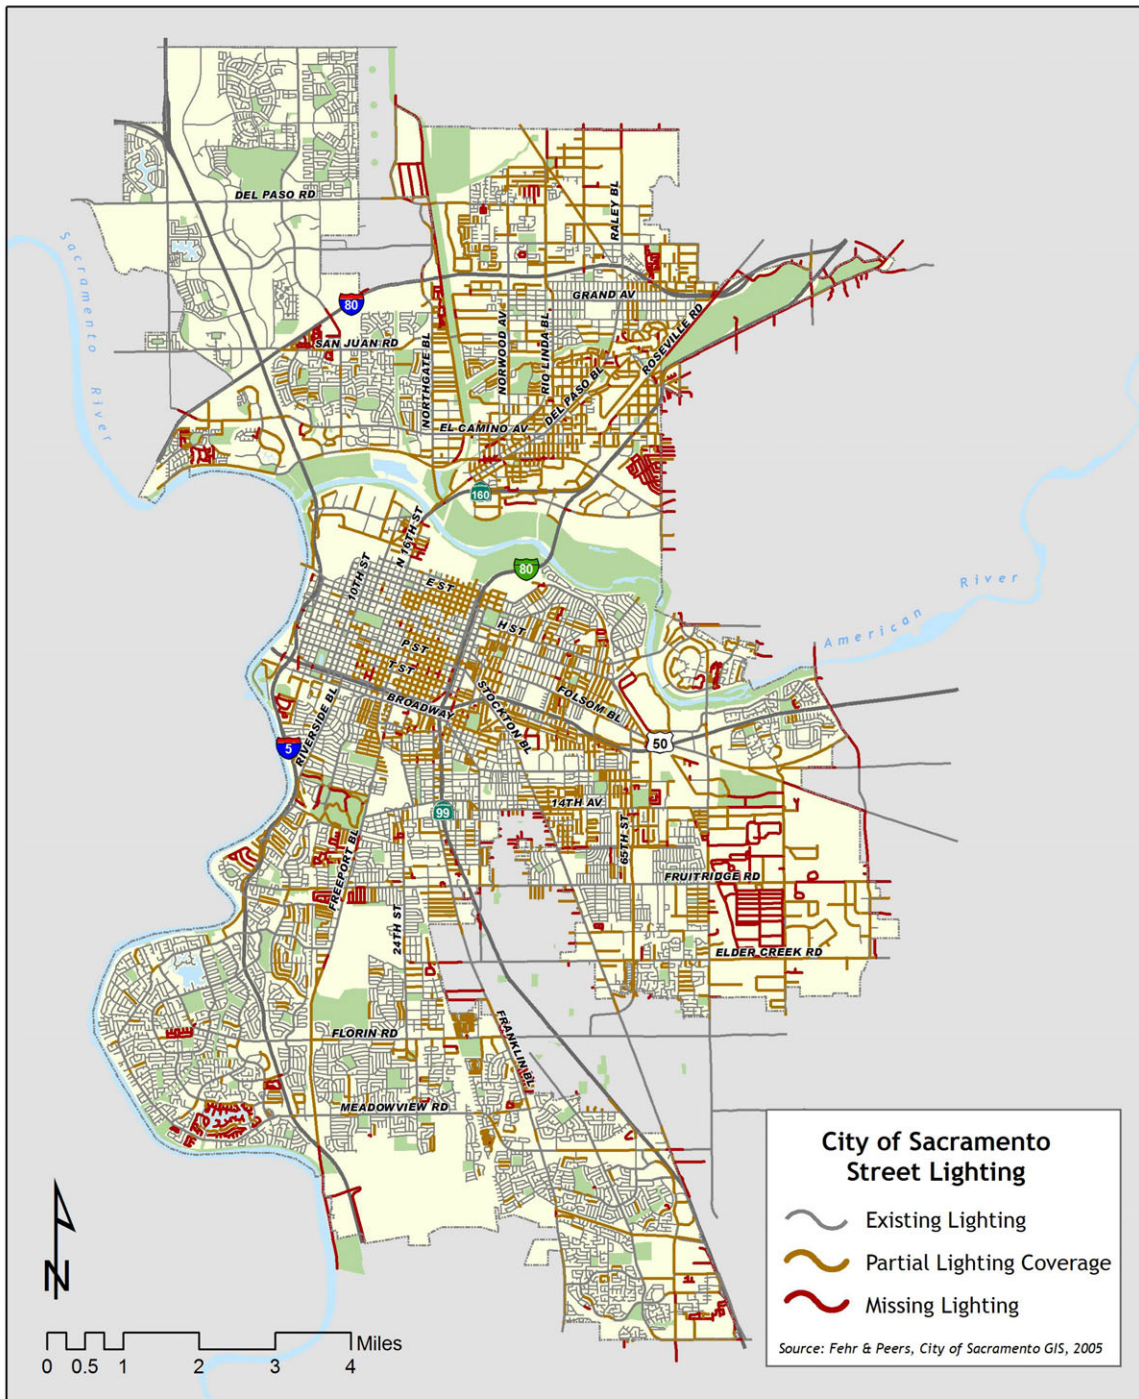 DEL PASO RD
RALEY BL
Sacramento River
80
GRAND AV
SAN JUAN RD
NORTHGATE BL
NORWOOD AV
RIO LINDA BL
DEL PASO BL
ROSEVILLE RD
EL CAMINO AV
160
N 16TH ST
10TH ST
E ST
80
H ST
American River
P ST
T ST
BROADWAY
STOCKTON BL
FOLSOM BL
RIVERSIDE BL
5
50
99
14TH AV
65TH ST
FREEPORT BL
FRUITRIDGE RD
24TH ST
ELDER CREEK RD
FLORIN RD
FRANKLIN BL
MEADOWVIEW RD
City of Sacramento
Street Lighting
Existing Lighting
Partial Lighting Coverage
Missing Lighting
Source: Fehr & Peers, City of Sacramento GIS, 2005
N
Miles
0 0.5 1 2 3 4